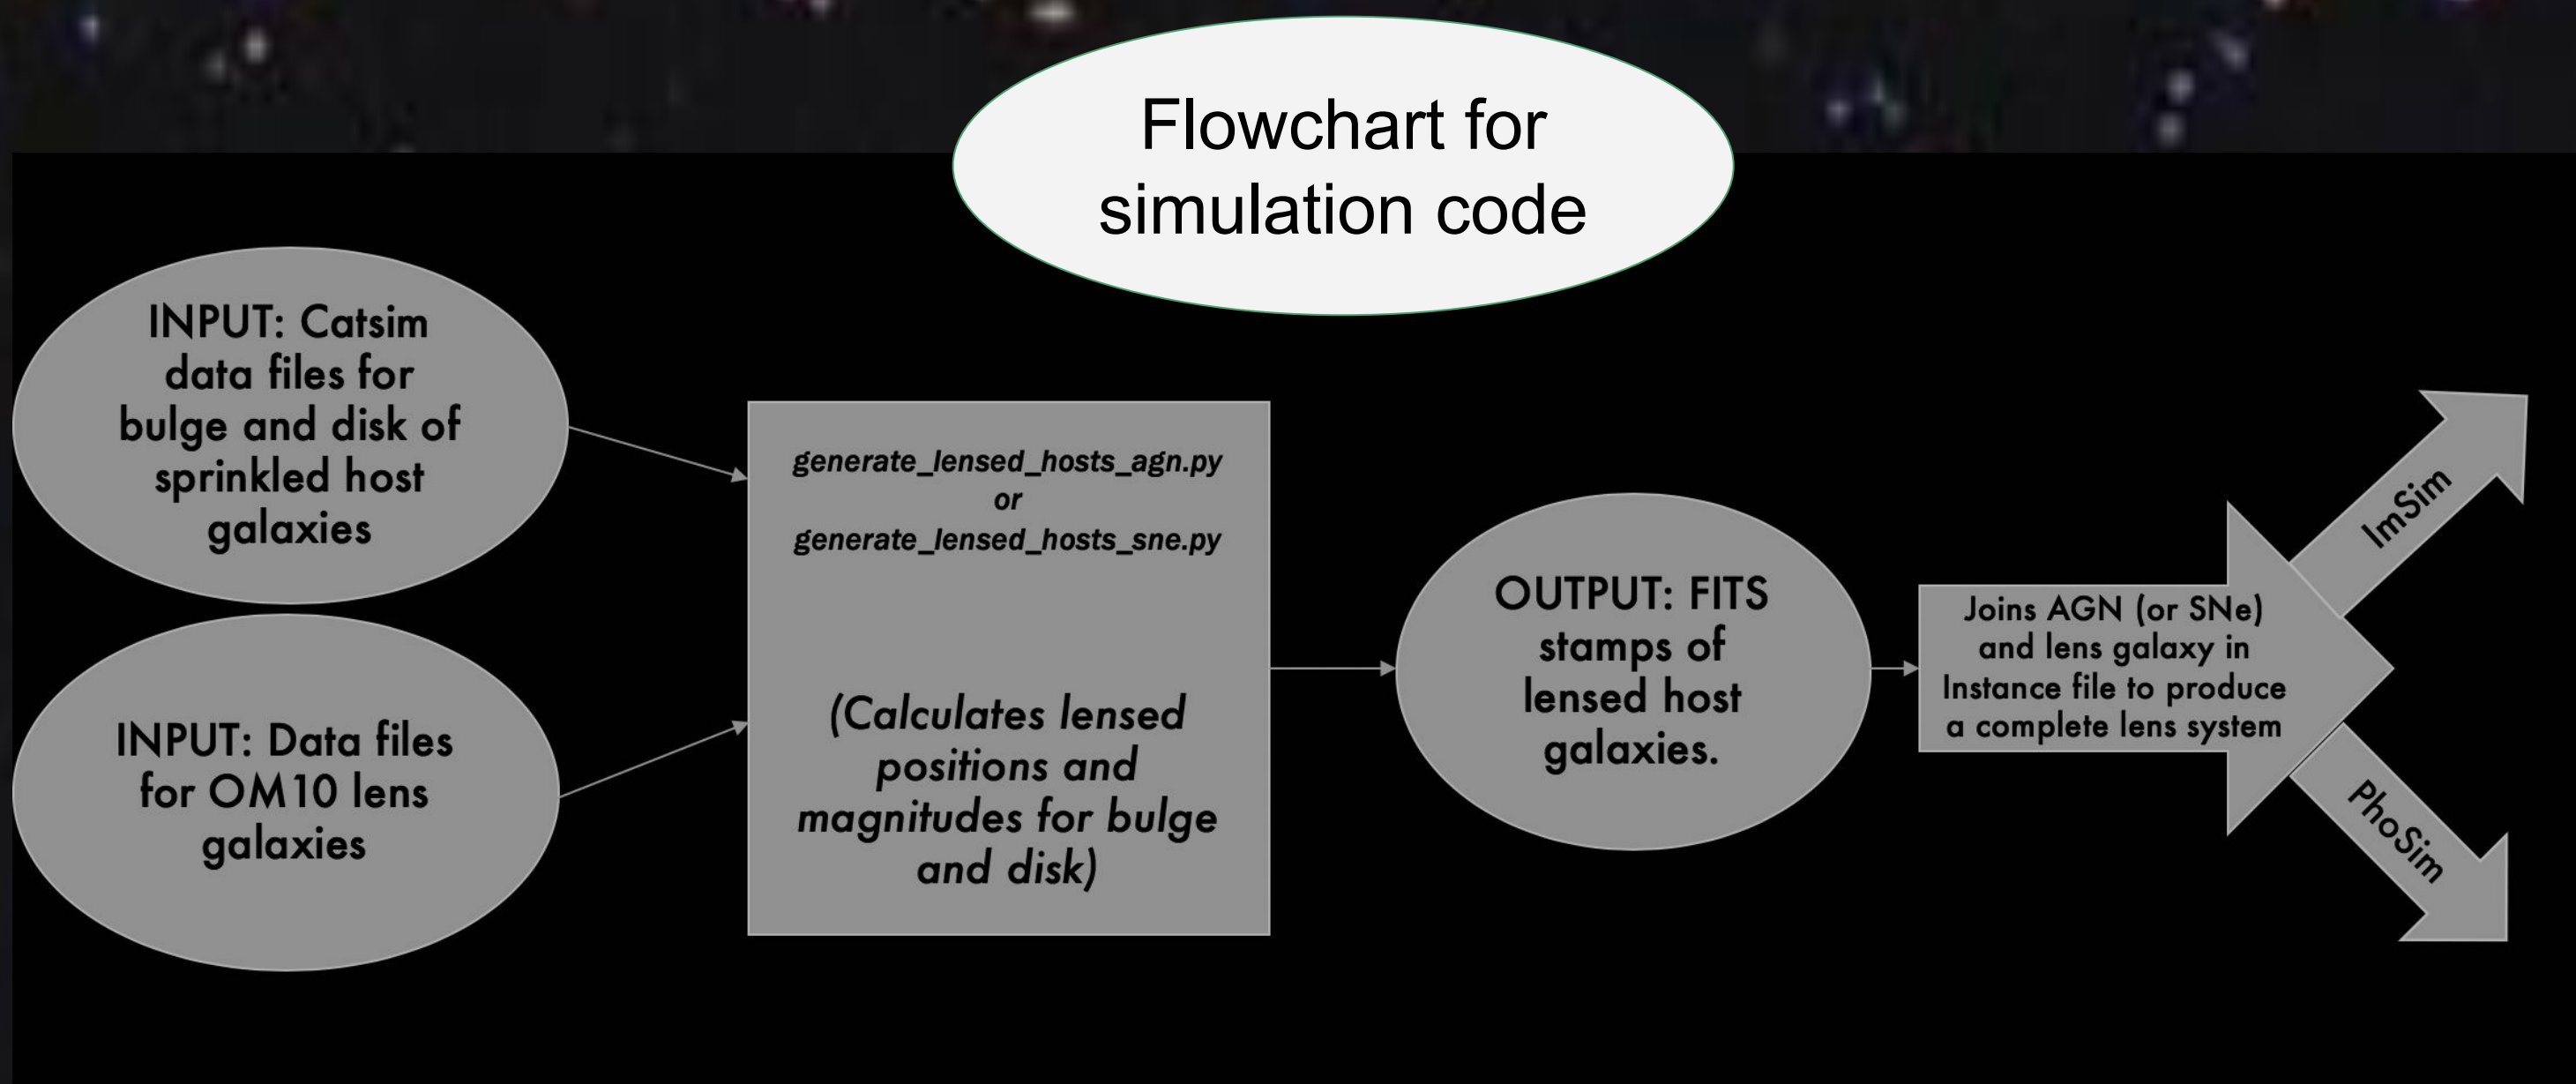 Flowchart for
simulation code
INPUT: Catsim
data files for
bulge and disk of
sprinkled host
galaxies
INPUT: Data files
for OM10 lens
galaxies
generate_lensed_hosts_agn.py
or
generate_lensed_hosts_sne.py
(Calculates lensed
positions and
magnitudes for bulge
and disk)
OUTPUT: FITS
stamps of
lensed host
galaxies.
Joins AGN (or SNe)
and lens galaxy in
Instance file to produce
a complete lens system
ImSim
PhoSim